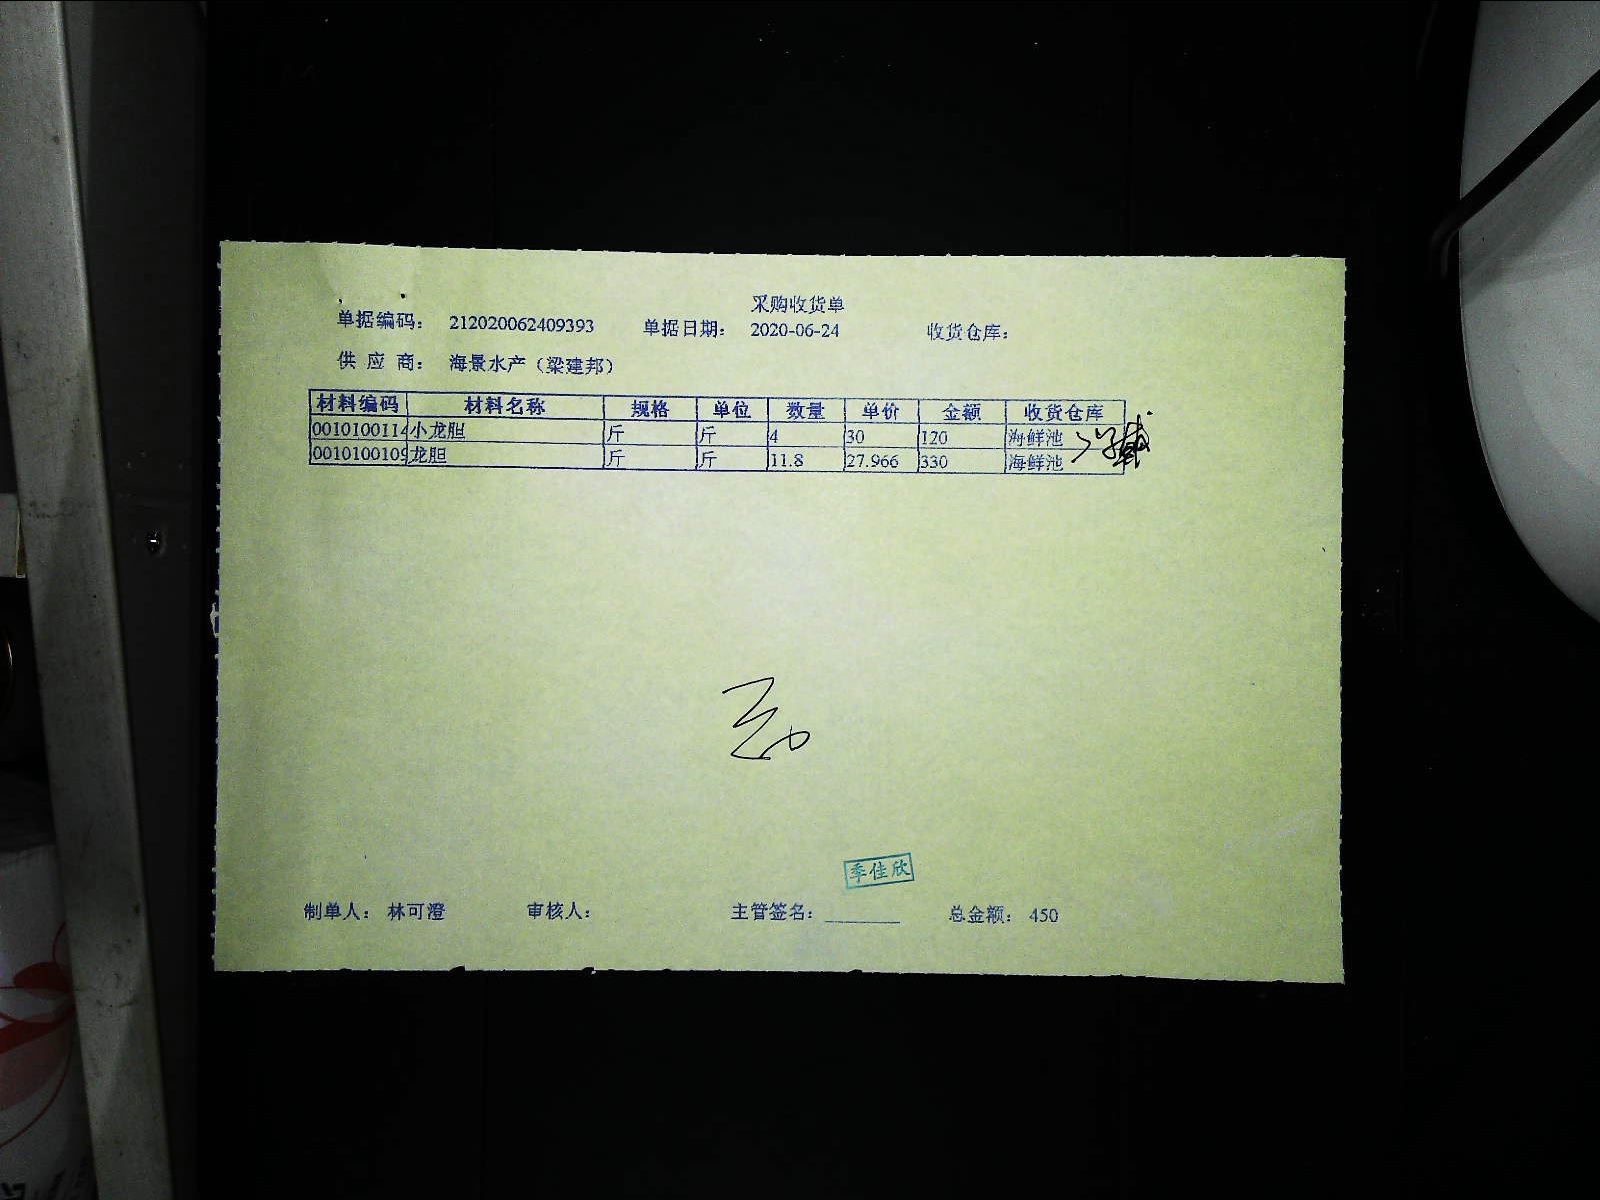 采购收货单
单据编码： 212020062409393 单据日期： 2020-06-24 收货仓库：
供 应 商： 海景水产（梁建邦）
材料编码 材料名称 规格 单位 数量 单价 金额 收货仓库
0010100114 小龙胆 斤 斤 4 30 120 海鲜池
0010100109 龙胆 斤 斤 11.8 27.966 330 海鲜池
季佳欣
制单人： 林可澄 审核人： 主管签名： 总金额： 450